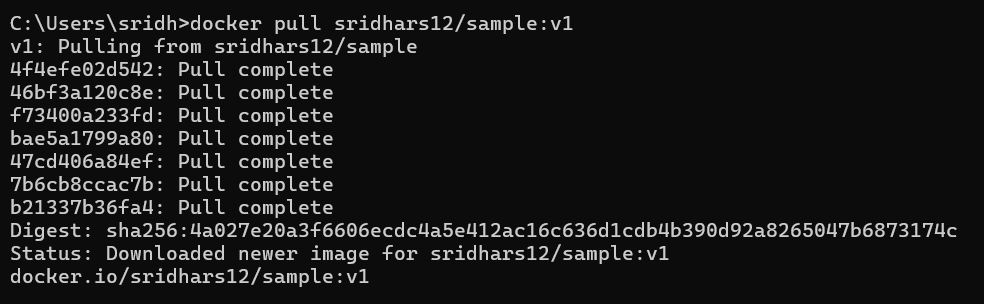 C:\Users\sridh>docker pull sridhars12/sample:v1
v1: Pulling from sridhars12/sample
4f4efe02d542: Pull complete
46bf3a120c8e: Pull complete
f73400a233fd: Pull complete
bae5a1799a80: Pull complete
47cd406a84ef: Pull complete
7b6cb8ccac7b: Pull complete
b21337b36fa4: Pull complete
Digest: sha256:4a027e20a3f6606ecdc4a5e412ac16c636d1cdb4b390d92a8265047b6873174c
Status: Downloaded newer image for sridhars12/sample:v1
docker.io/sridhars12/sample:v1